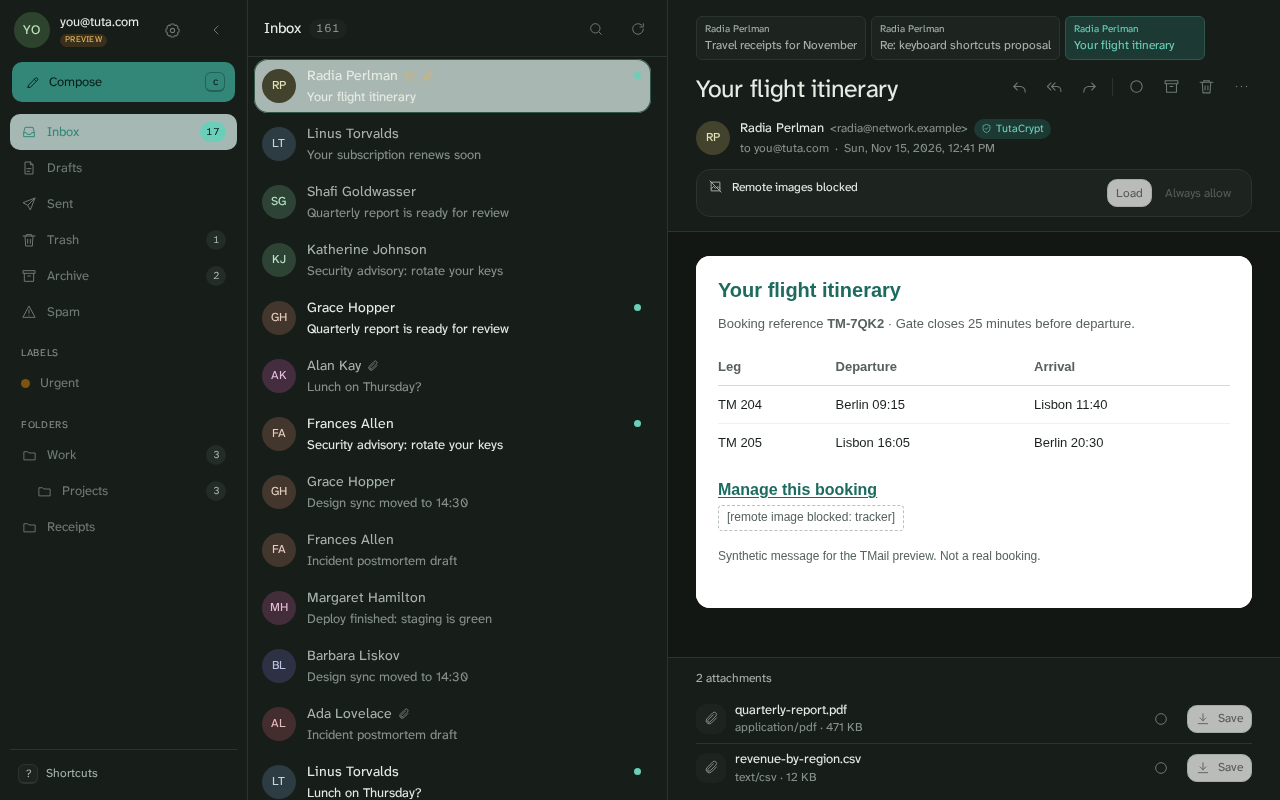 YO
you@tuta.com
PREVIEW
Compose
c
Inbox
17
Drafts
Sent
Trash
1
Archive
2
Spam
LABELS
Urgent
FOLDERS
Work
3
Projects
3
Receipts
?
Shortcuts
Inbox
161
RP
Radia Perlman
Your flight itinerary
LT
Linus Torvalds
Your subscription renews soon
SG
Shafi Goldwasser
Quarterly report is ready for review
KJ
Katherine Johnson
Security advisory: rotate your keys
GH
Grace Hopper
Quarterly report is ready for review
AK
Alan Kay
Lunch on Thursday?
FA
Frances Allen
Security advisory: rotate your keys
GH
Grace Hopper
Design sync moved to 14:30
FA
Frances Allen
Incident postmortem draft
MH
Margaret Hamilton
Deploy finished: staging is green
BL
Barbara Liskov
Design sync moved to 14:30
AL
Ada Lovelace
Incident postmortem draft
LT
Linus Torvalds
Lunch on Thursday?
Radia Perlman
Travel receipts for November
Radia Perlman
Re: keyboard shortcuts proposal
Radia Perlman
Your flight itinerary
Your flight itinerary
RP
Radia Perlman <radia@network.example> TutaCrypt
to you@tuta.com · Sun, Nov 15, 2026, 12:41 PM
Remote images blocked
Load
Always allow
Your flight itinerary
Booking reference TM-7QK2 · Gate closes 25 minutes before departure.
Leg Departure Arrival
TM 204 Berlin 09:15 Lisbon 11:40
TM 205 Lisbon 16:05 Berlin 20:30
Manage this booking
[remote image blocked: tracker]
Synthetic message for the TMail preview. Not a real booking.
2 attachments
quarterly-report.pdf
application/pdf · 471 KB
Save
revenue-by-region.csv
text/csv · 12 KB
Save